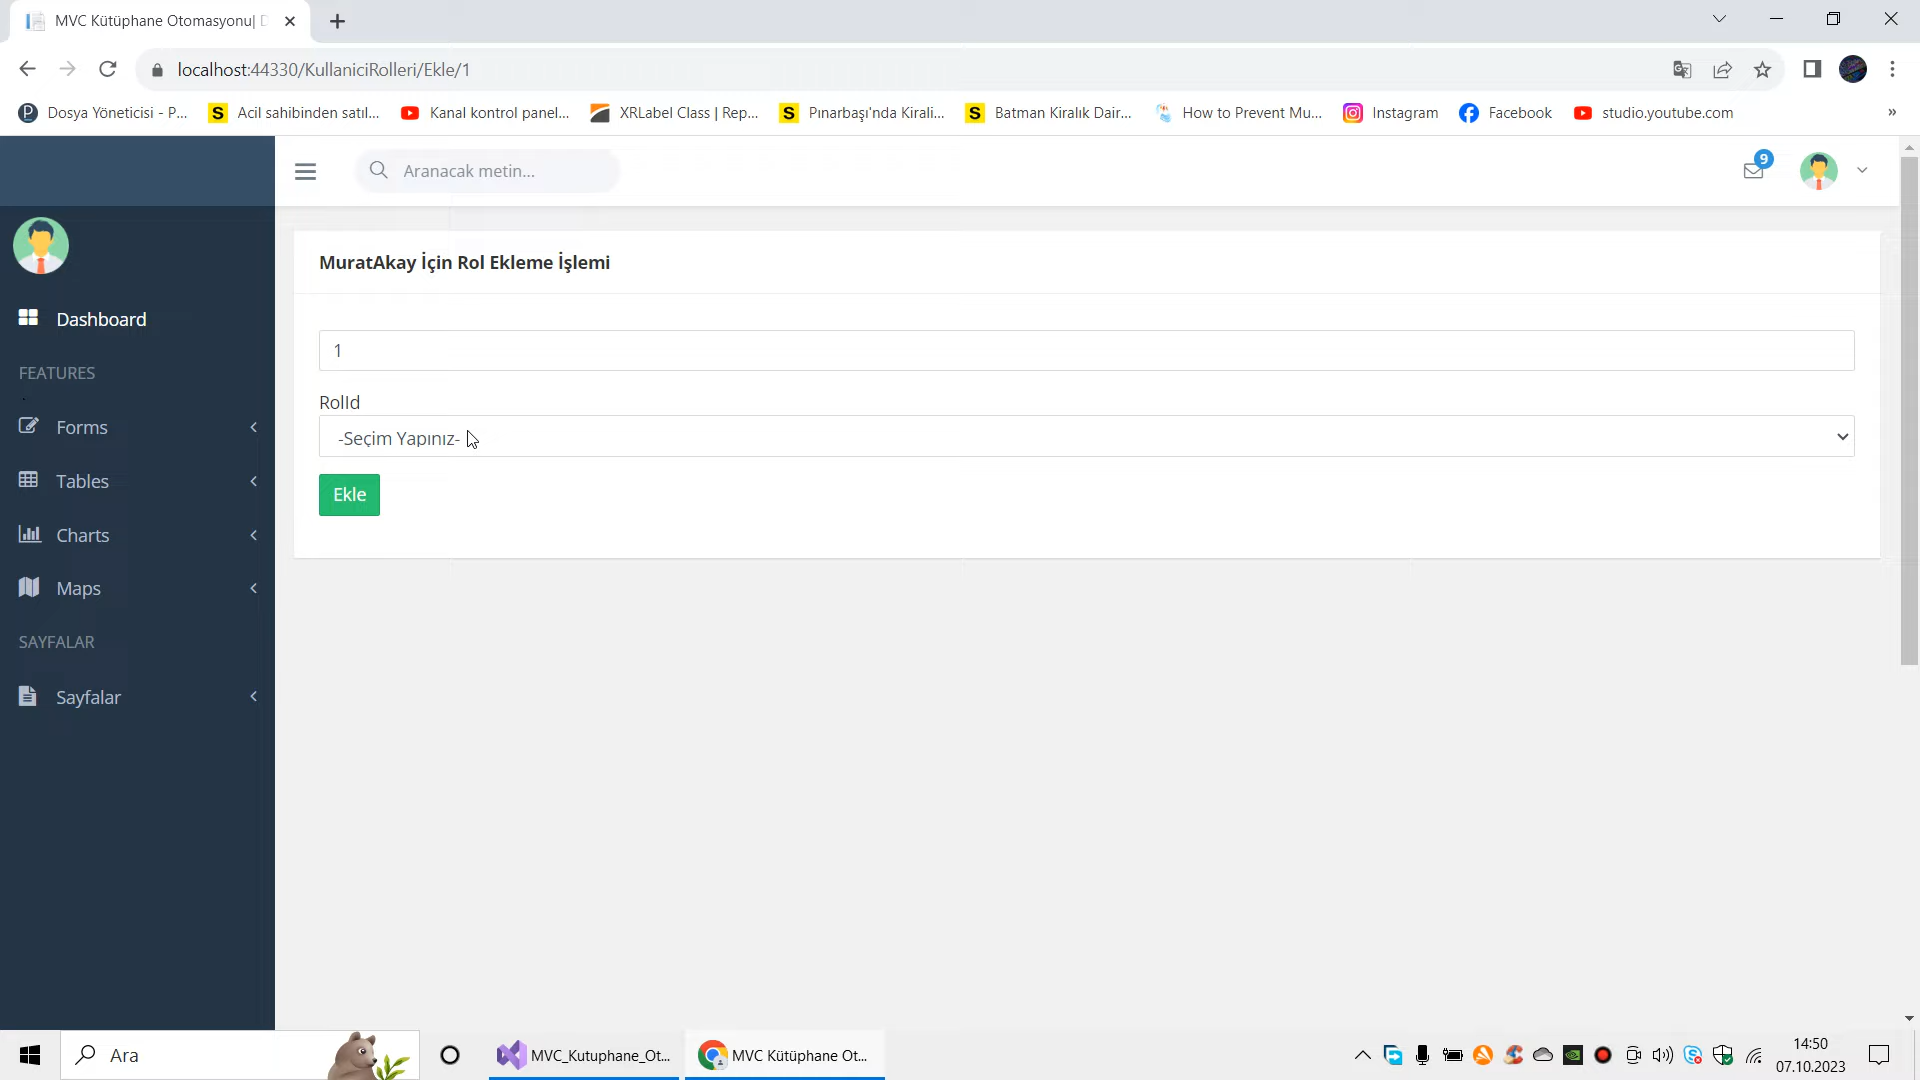 MVC Kütüphane Otomasyonu| D
localhost:44330/KullaniciRolleri/Ekle/1
Dosya Yöneticisi - P...
Acil sahibinden satıl...
Kanal kontrol panel...
XRLabel Class | Rep...
Pınarbaşı'nda Kirali...
Batman Kiralık Dair...
How to Prevent Mu...
Instagram
Facebook
studio.youtube.com
»
Aranacak metin...
9
MuratAkay İçin Rol Ekleme İşlemi
1
RolId
-Seçim Yapınız-
Ekle
Dashboard
FEATURES
Forms
Tables
Charts
Maps
SAYFALAR
Sayfalar
Ara
MVC_Kutuphane_Ot...
MVC Kütüphane Ot...
14:50
07.10.2023